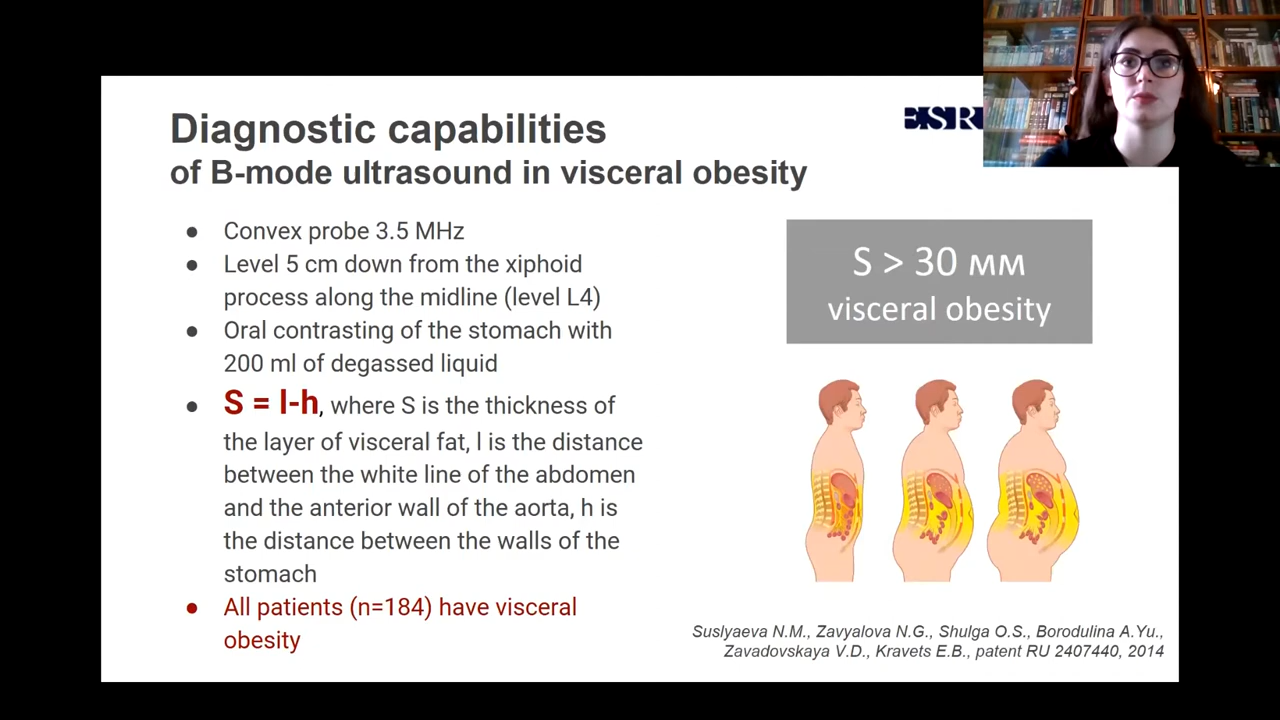 Diagnostic capabilities
of B-mode ultrasound in visceral obesity
ESR
● Convex probe 3.5 MHz
● Level 5 cm down from the xiphoid
process along the midline (level L4)
● Oral contrasting of the stomach with
200 ml of degassed liquid
● S = l-h, where S is the thickness of
the layer of visceral fat, l is the distance
between the white line of the abdomen
and the anterior wall of the aorta, h is
the distance between the walls of the
stomach
● All patients (n=184) have visceral
obesity
S > 30 мм
visceral obesity
Suslyaeva N.M., Zavyalova N.G., Shulga O.S., Borodulina A.Yu.,
Zavadovskaya V.D., Kravets E.B., patent RU 2407440, 2014